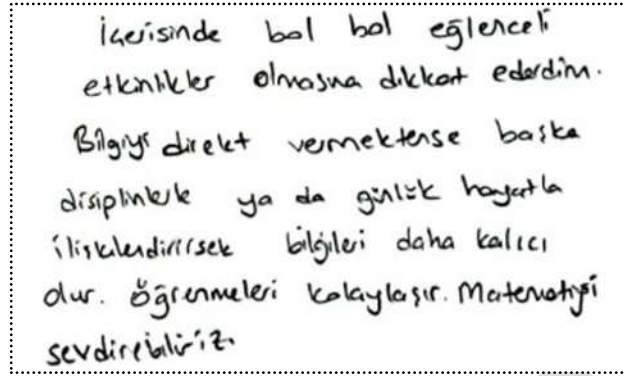 İçerisinde bol bol eğlenceli
etkinlikler olmasına dikkat ederdim.
Bilgiyi direkt vermektense başka
disiplinlerle ya da günlük hayatla
ilişkilendirirsek bilgileri daha kalıcı
olur. Öğrenmeleri kolaylaşır. Matematiği
sevdirebiliriz.